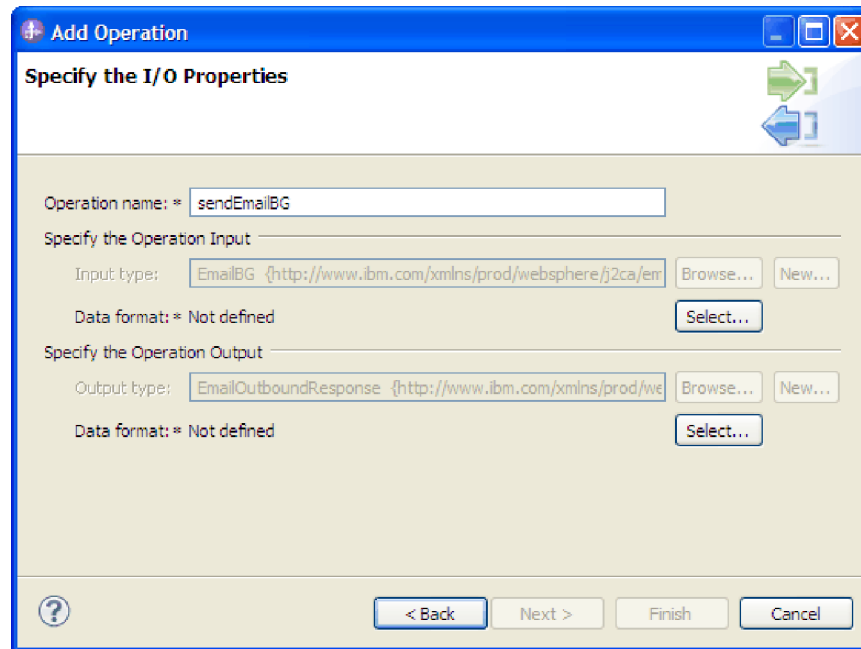 Add Operation
Specify the I/O Properties
Operation name: * sendEmailBG
Specify the Operation Input
Input type: EmailBG {http://www.ibm.com/xmlns/prod/websphere/j2ca/em Browse... New...
Data format: * Not defined Select...
Specify the Operation Output
Output type: EmailOutboundResponse {http://www.ibm.com/xmlns/prod/we Browse... New...
Data format: * Not defined Select...
? < Back Next > Finish Cancel